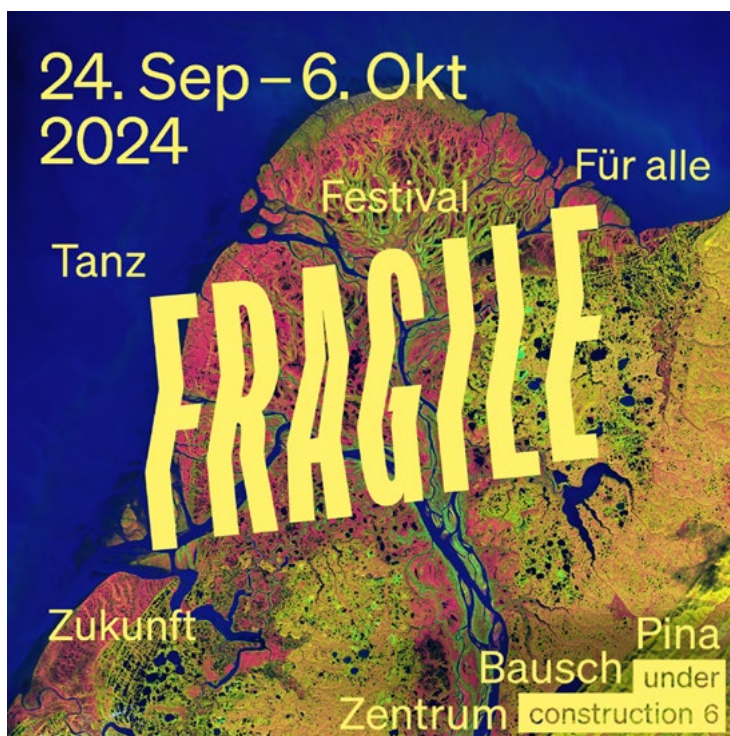 24. Sep – 6. Okt
2024
Für alle
Festival
Tanz
FRAGILE
Zukunft
Pina
Bausch under
Zentrum construction 6